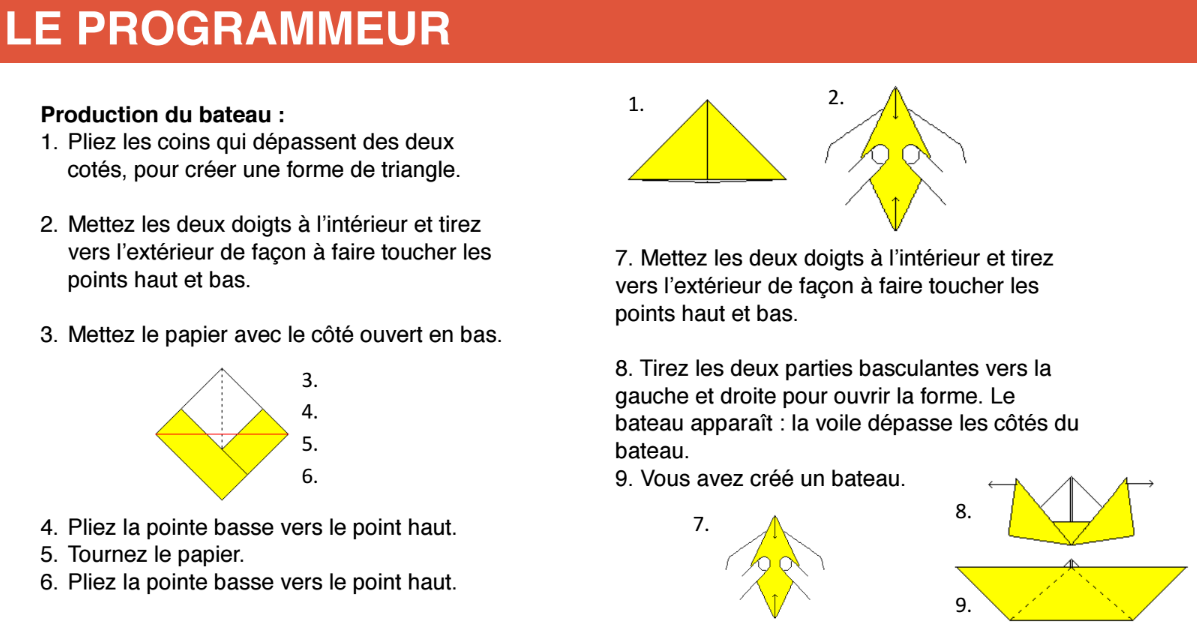 LE PROGRAMMEUR
Production du bateau :
1. Pliez les coins qui dépassent des deux
cotés, pour créer une forme de triangle.
2. Mettez les deux doigts à l'intérieur et tirez
vers l'extérieur de façon à faire toucher les
points haut et bas.
3. Mettez le papier avec le côté ouvert en bas.
3.
4.
5.
6.
4. Pliez la pointe basse vers le point haut.
5. Tournez le papier.
6. Pliez la pointe basse vers le point haut.
1.
2.
7. Mettez les deux doigts à l'intérieur et tirez
vers l'extérieur de façon à faire toucher les
points haut et bas.
8. Tirez les deux parties basculantes vers la
gauche et droite pour ouvrir la forme. Le
bateau apparaît : la voile dépasse les côtés du
bateau.
9. Vous avez créé un bateau.
7.
8.
9.